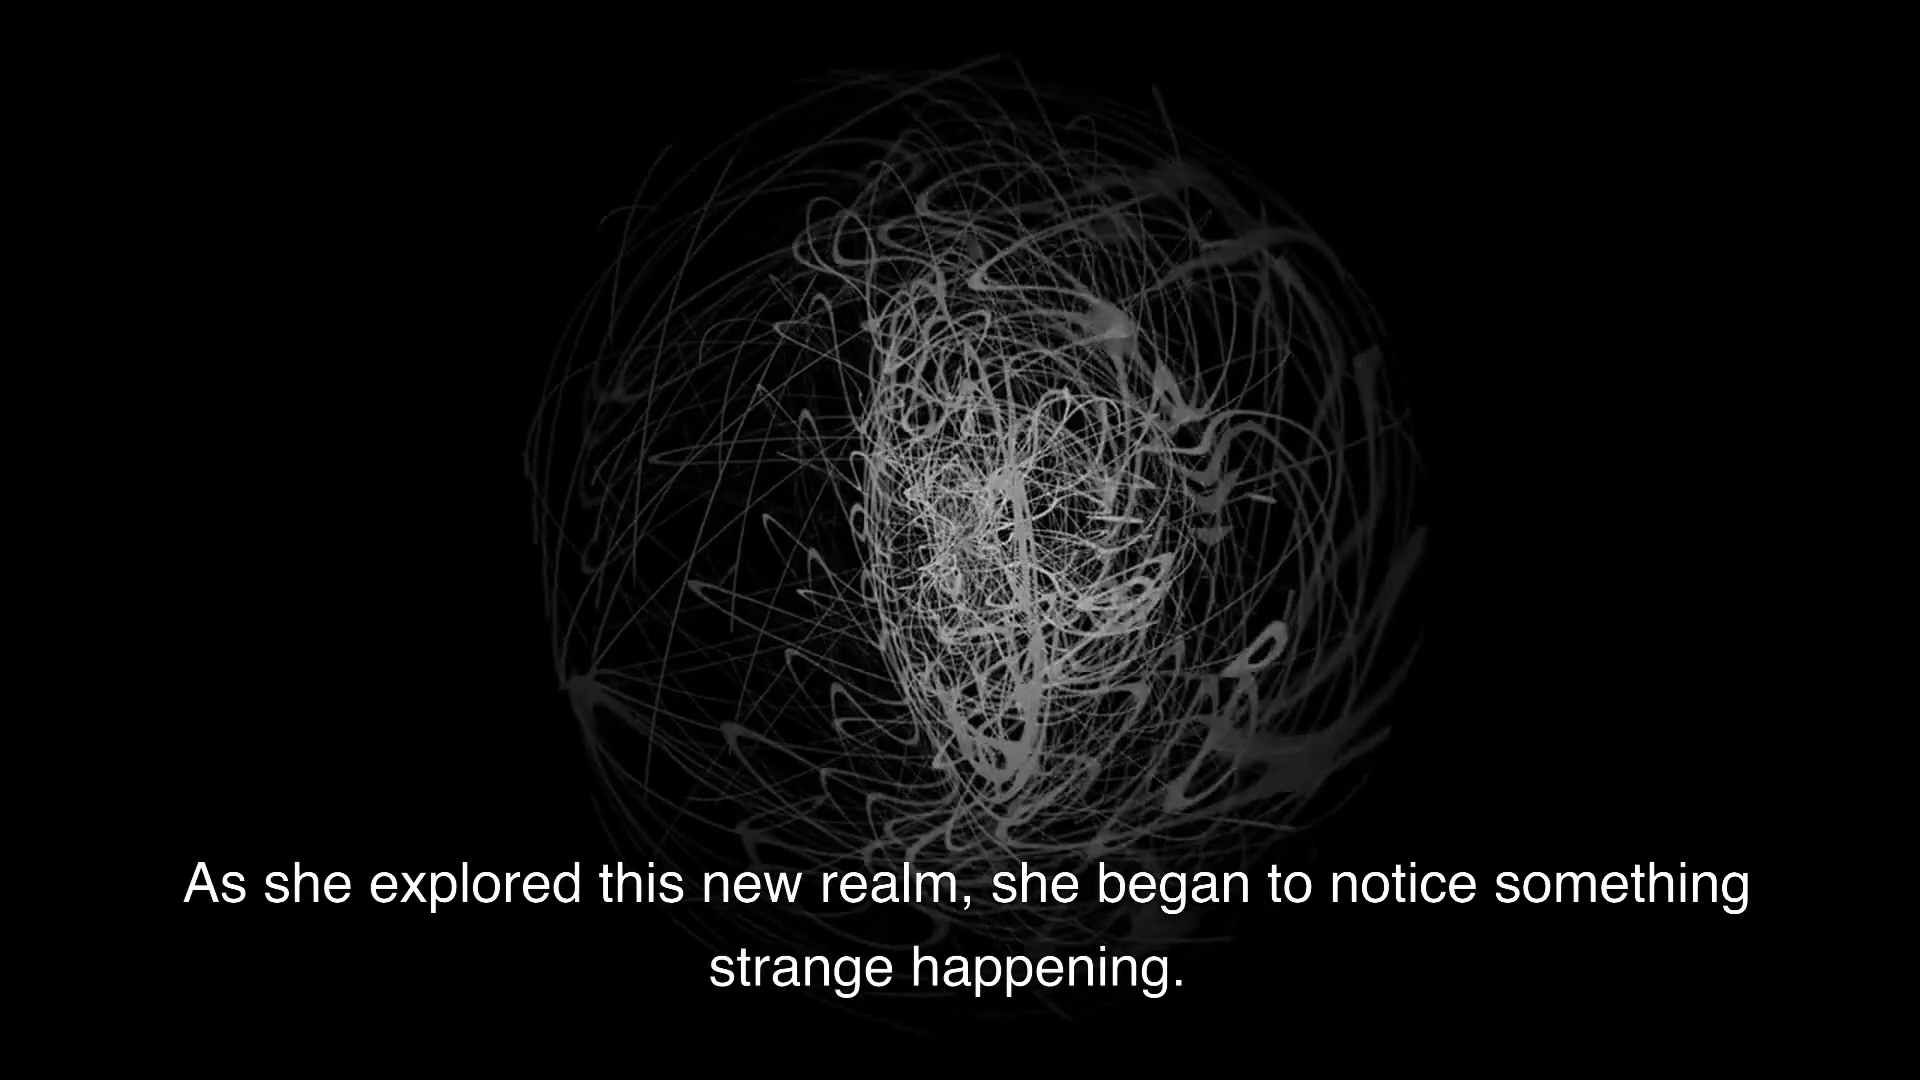 As she explored this new realm, she began to notice something
strange happening.